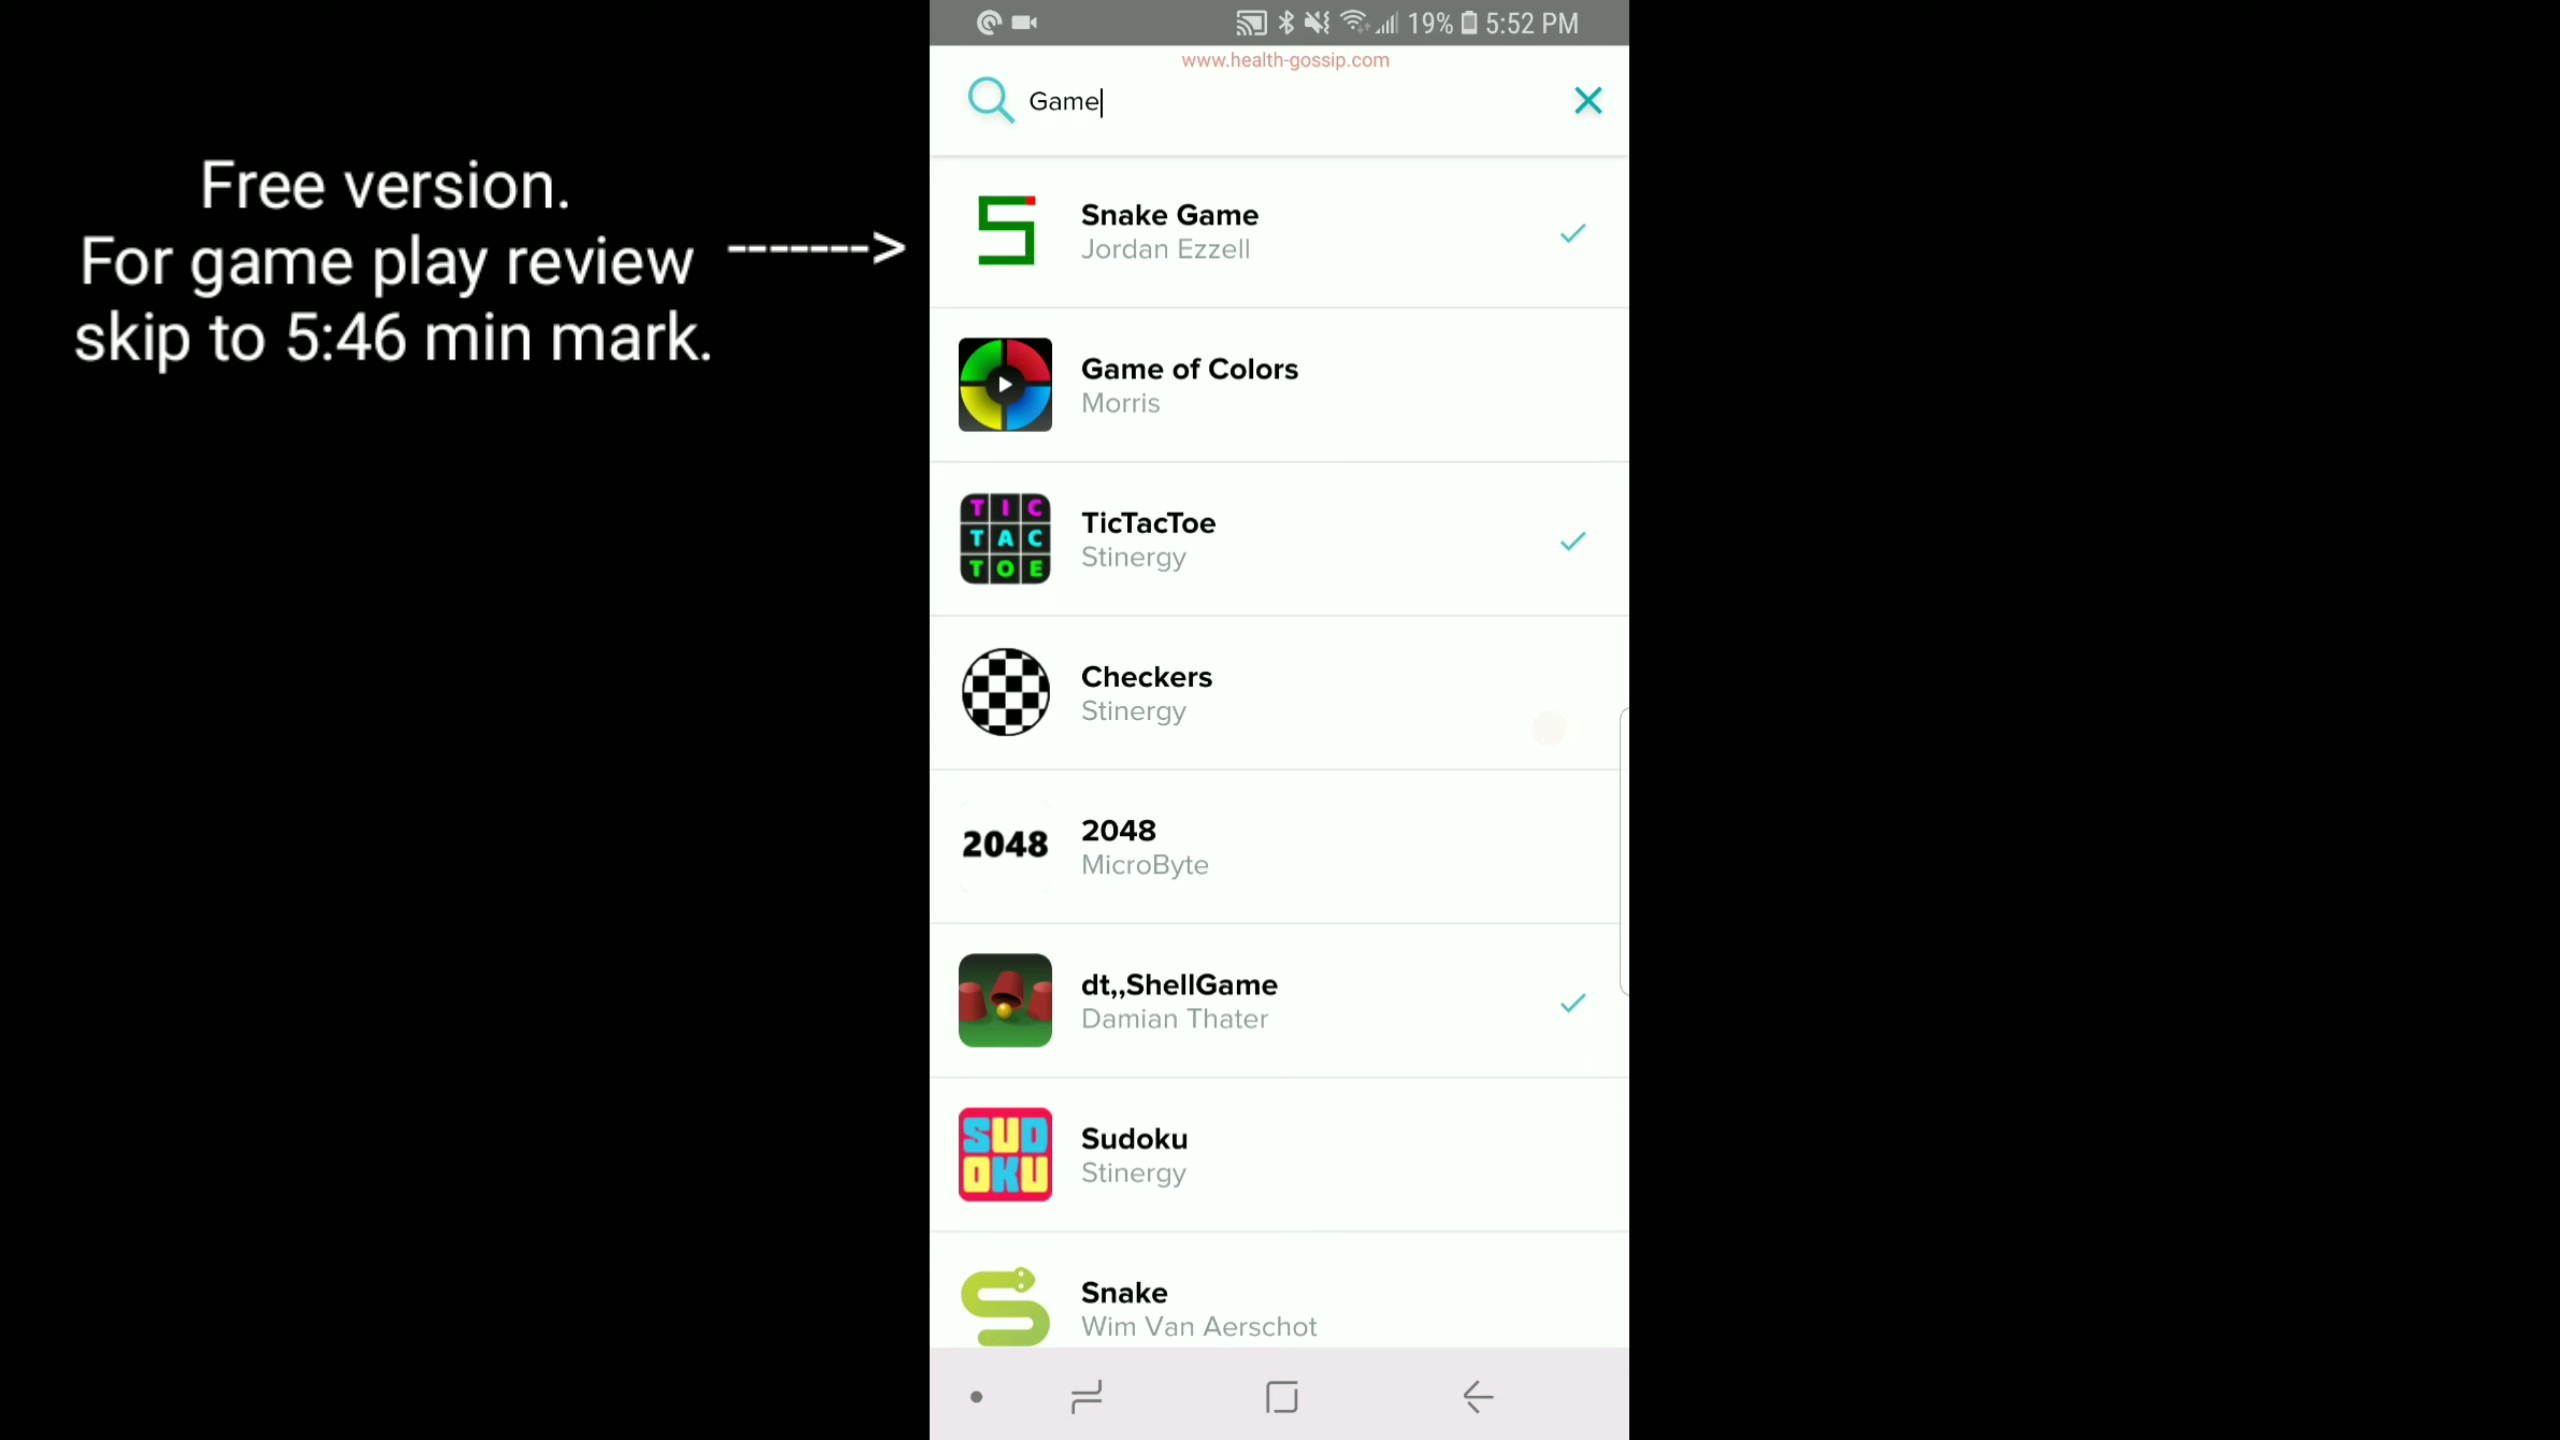 19% 5:52 PM
www.health-gossip.com
Game
Free version.
For game play review
skip to 5:46 min mark.
------->
Snake Game
Jordan Ezzell
Game of Colors
Morris
TIC
TAC
TOE
TicTacToe
Stinergy
Checkers
Stinergy
2048
2048
MicroByte
dt,,ShellGame
Damian Thater
SUD
OKU
Sudoku
Stinergy
Snake
Wim Van Aerschot